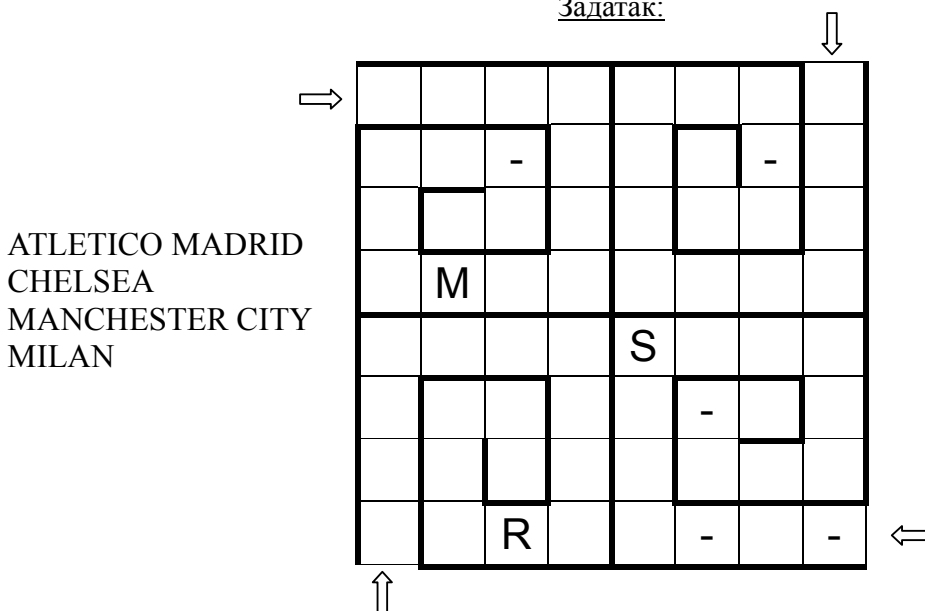 Задатак:
-
-
ATLETICO MADRID
CHELSEA
MANCHESTER CITY
MILAN
M
S
-
R
-
-